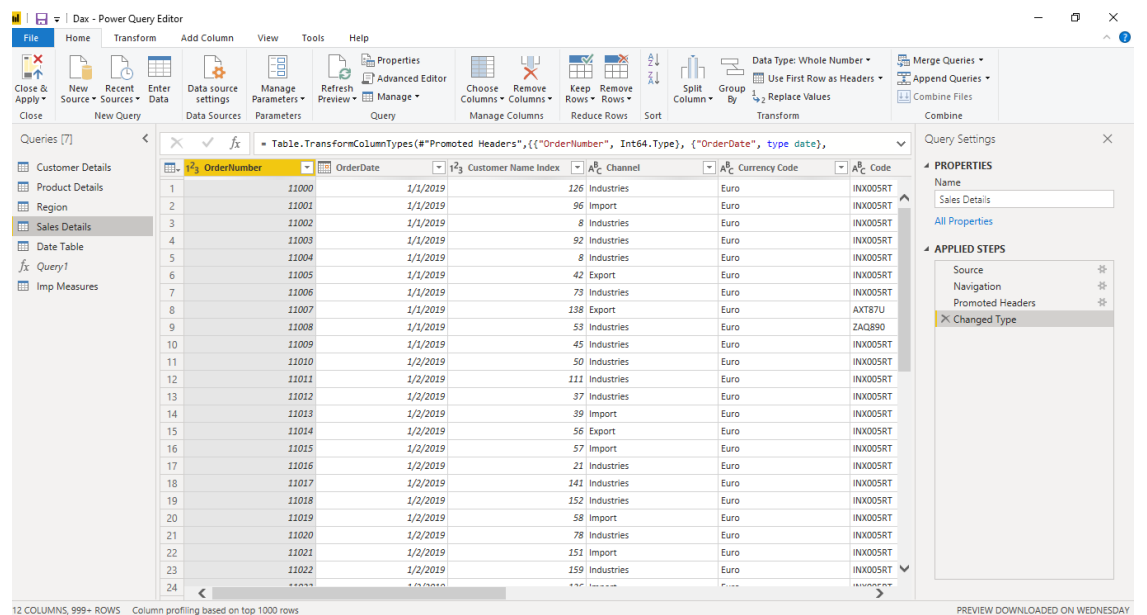 Dax - Power Query Editor
File Home Transform Add Column View Tools Help
Close & Apply
New Source
Recent Sources
Enter Data
Data source settings
Manage Parameters
Refresh Preview
Properties
Advanced Editor
Manage
Choose Columns
Remove Columns
Keep Rows
Remove Rows
Split Column
Group By
Data Type: Whole Number
Use First Row as Headers
Replace Values
Merge Queries
Append Queries
Combine Files
Close New Query Data Sources Parameters Query Manage Columns Reduce Rows Sort Transform Combine
Queries [7]
Customer Details
Product Details
Region
Sales Details
Date Table
fx Query1
Imp Measures
fx = Table.TransformColumnTypes(#"Promoted Headers",{{"OrderNumber", Int64.Type}, {"OrderDate", type date},
OrderNumber OrderDate Customer Name Index Channel Currency Code Code
1 11000 1/1/2019 126 Industries Euro INX005RT
2 11001 1/1/2019 96 Import Euro INX005RT
3 11002 1/1/2019 8 Industries Euro INX005RT
4 11003 1/1/2019 92 Industries Euro INX005RT
5 11004 1/1/2019 8 Industries Euro INX005RT
6 11005 1/1/2019 42 Export Euro INX005RT
7 11006 1/1/2019 73 Industries Euro INX005RT
8 11007 1/1/2019 138 Export Euro AXT87U
9 11008 1/1/2019 53 Industries Euro ZAQ890
10 11009 1/1/2019 45 Industries Euro INX005RT
11 11010 1/2/2019 50 Industries Euro INX005RT
12 11011 1/2/2019 111 Industries Euro INX005RT
13 11012 1/2/2019 37 Industries Euro INX005RT
14 11013 1/2/2019 39 Import Euro INX005RT
15 11014 1/2/2019 56 Export Euro INX005RT
16 11015 1/2/2019 57 Import Euro INX005RT
17 11016 1/2/2019 21 Industries Euro INX005RT
18 11017 1/2/2019 141 Industries Euro INX005RT
19 11018 1/2/2019 152 Industries Euro INX005RT
20 11019 1/2/2019 58 Import Euro INX005RT
21 11020 1/2/2019 78 Industries Euro INX005RT
22 11021 1/2/2019 151 Import Euro INX005RT
23 11022 1/2/2019 159 Industries Euro INX005RT
24
Query Settings
PROPERTIES
Name
Sales Details
All Properties
APPLIED STEPS
Source
Navigation
Promoted Headers
Changed Type
12 COLUMNS, 999+ ROWS Column profiling based on top 1000 rows
PREVIEW DOWNLOADED ON WEDNESDAY